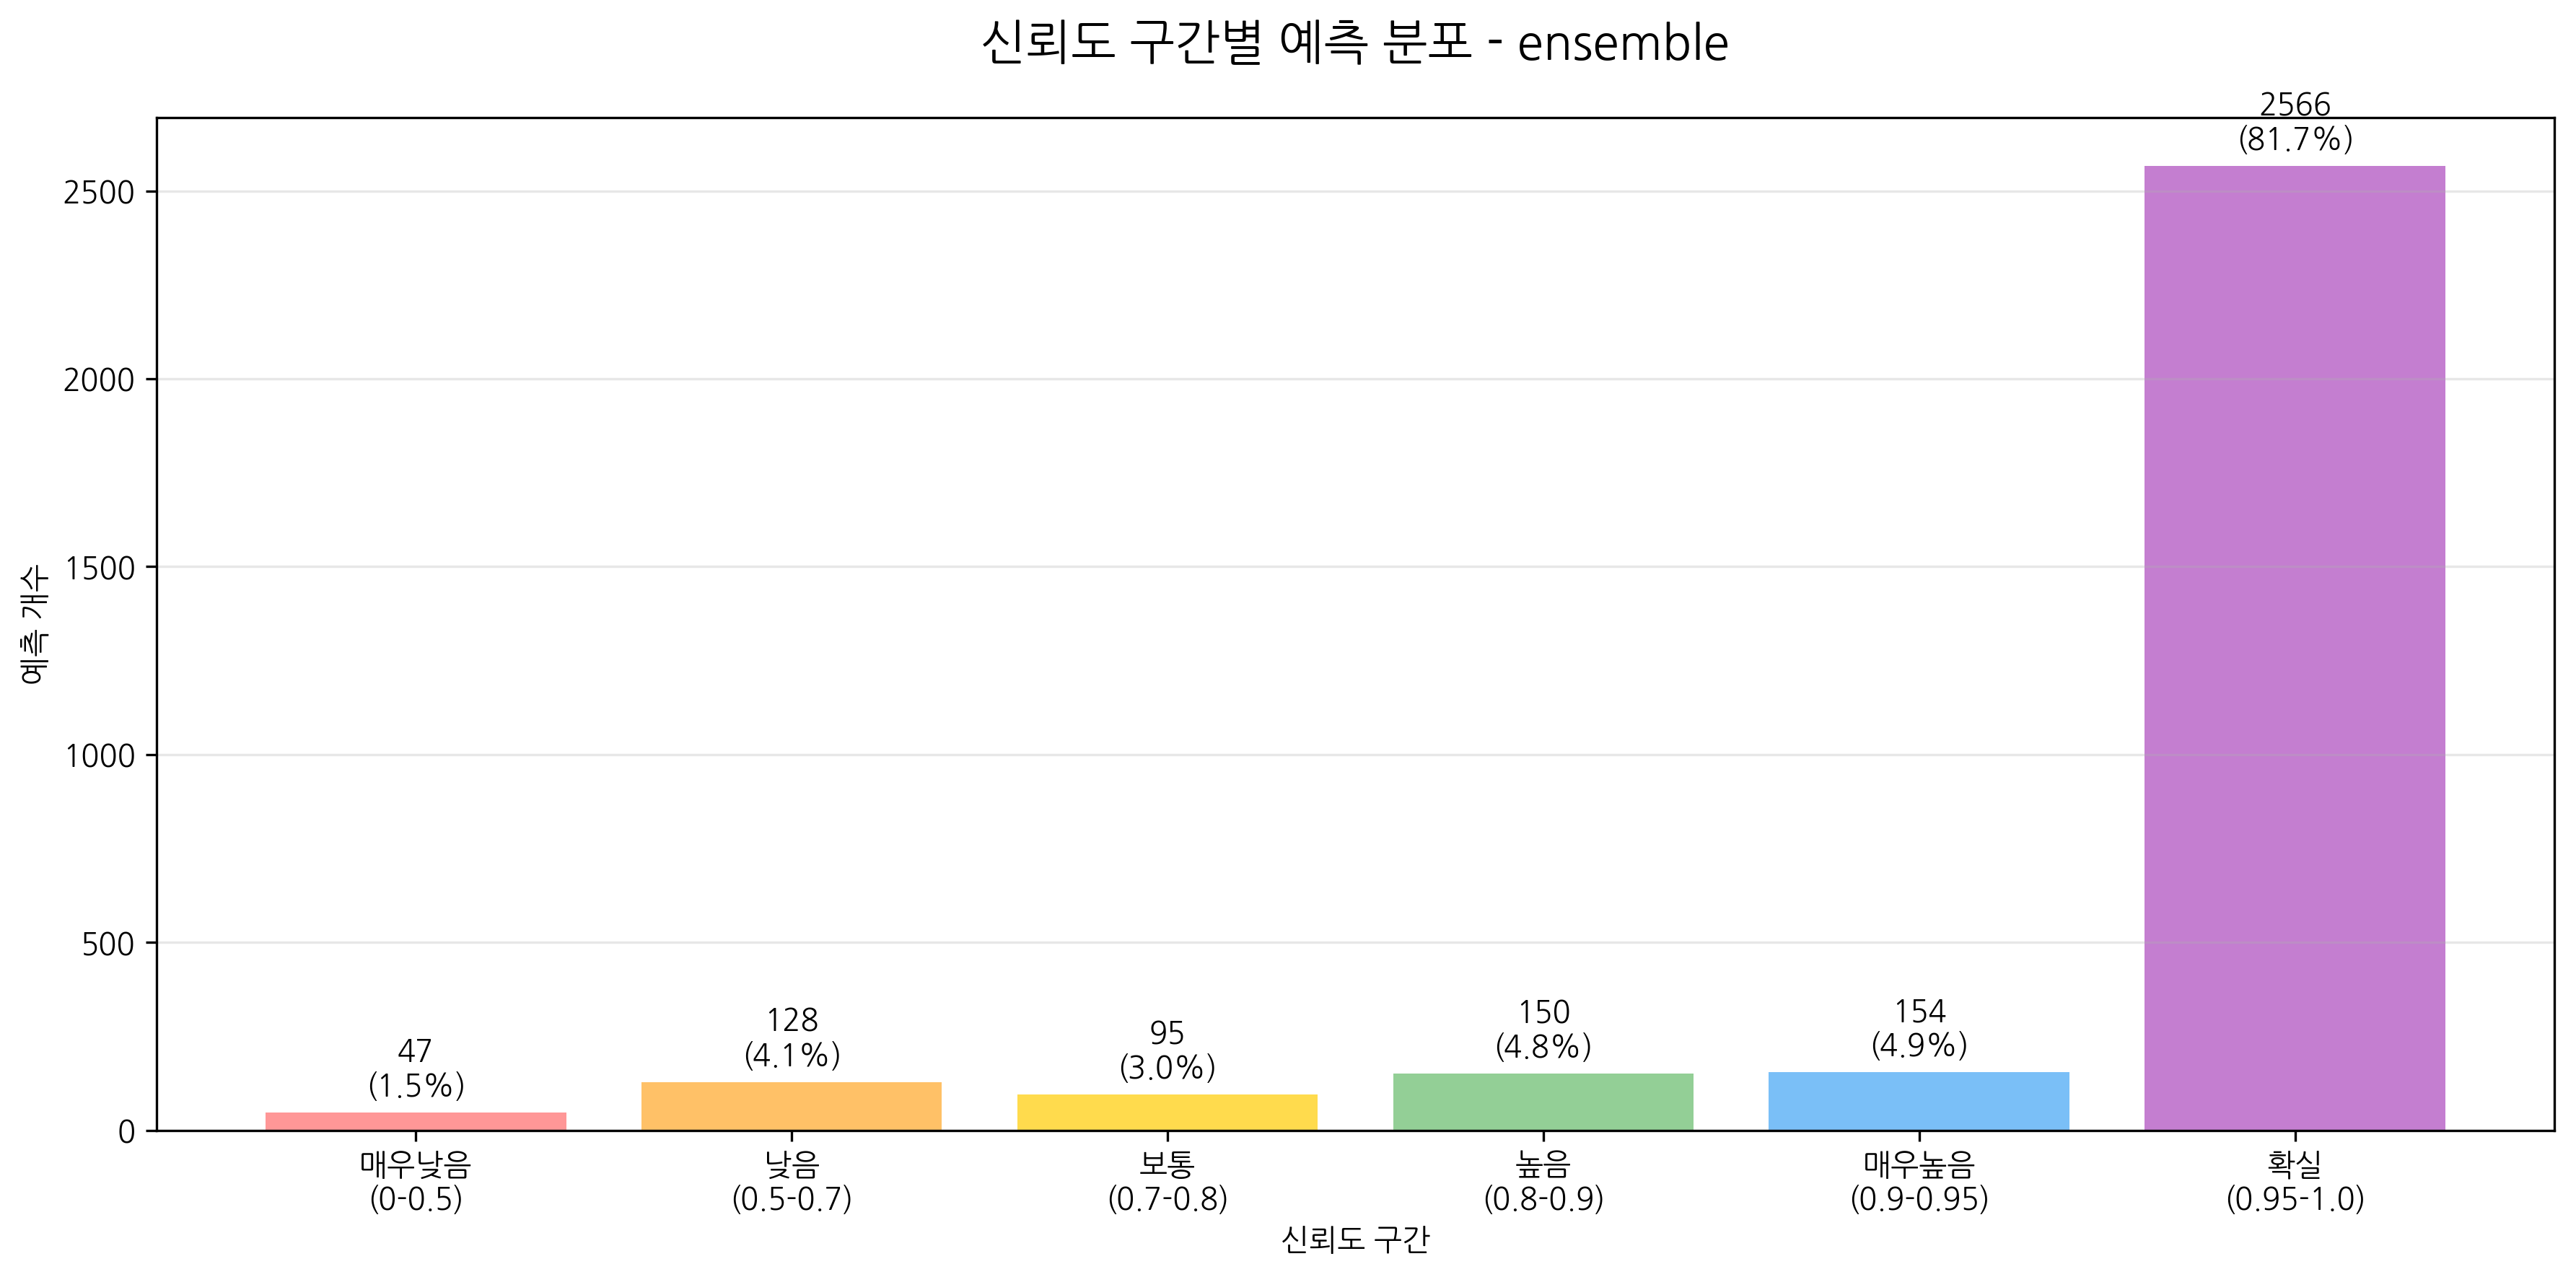 신뢰도 구간별 예측 분포 - ensemble
2566
(81.7%)
2500
2000
1500
1000
500
0
예측 개수
47
(1.5%)
128
(4.1%)
95
(3.0%)
150
(4.8%)
154
(4.9%)
매우낮음
(0-0.5)
낮음
(0.5-0.7)
보통
(0.7-0.8)
높음
(0.8-0.9)
매우높음
(0.9-0.95)
확실
(0.95-1.0)
신뢰도 구간